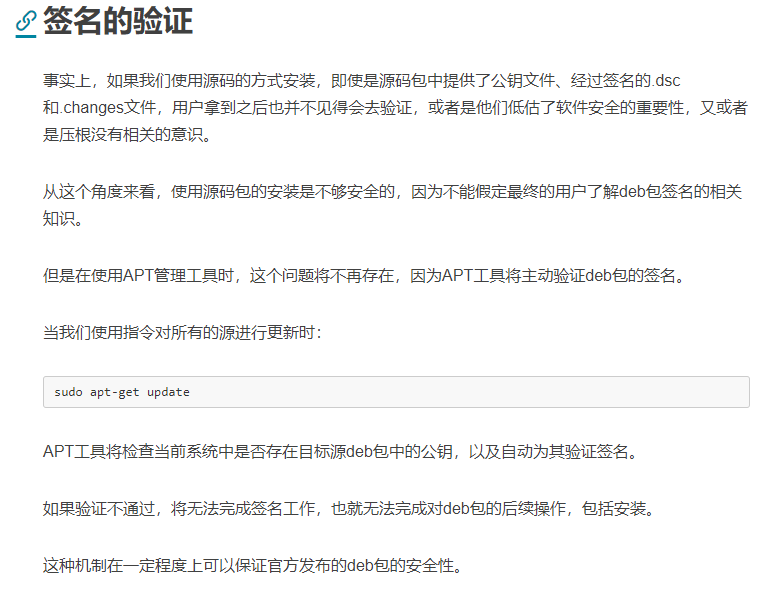 签名的验证
事实上，如果我们使用源码的方式安装，即使是源码包中提供了公钥文件、经过签名的.dsc
和.changes文件，用户拿到之后也并不见得会去验证，或者是他们低估了软件安全的重要性，又或者
是压根没有相关的意识。
从这个角度来看，使用源码包的安装是不够安全的，因为不能假定最终的用户了解deb包签名的相关
知识。
但是在使用APT管理工具时，这个问题将不再存在，因为APT工具将主动验证deb包的签名。
当我们使用指令对所有的源进行更新时：
sudo apt-get update
APT工具将检查当前系统中是否存在目标源deb包中的公钥，以及自动为其验证签名。
如果验证不通过，将无法完成签名工作，也就无法完成对deb包的后续操作，包括安装。
这种机制在一定程度上可以保证官方发布的deb包的安全性。